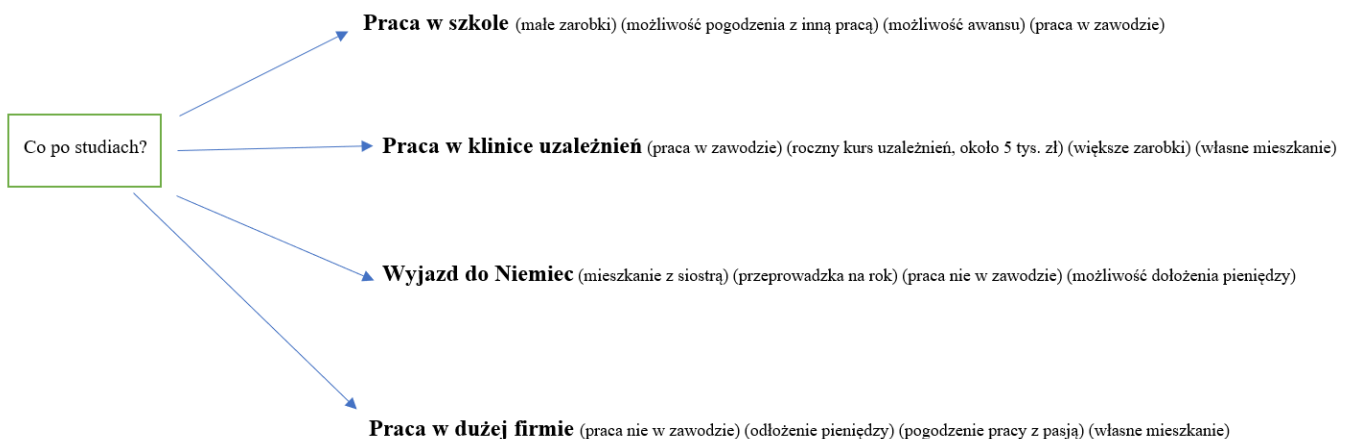 Praca w szkole (małe zarobki) (możliwość pogodzenia z inną pracą) (możliwość awansu) (praca w zawodzie)
Co po studiach?
Praca w klinice uzależnień (praca w zawodzie) (roczny kurs uzależnień, około 5 tys. zł) (większe zarobki) (własne mieszkanie)
Wyjazd do Niemiec (mieszkanie z siostrą) (przeprowadzka na rok) (praca nie w zawodzie) (możliwość dołożenia pieniędzy)
Praca w dużej firmie (praca nie w zawodzie) (odłożenie pieniędzy) (pogodzenie pracy z pasją) (własne mieszkanie)